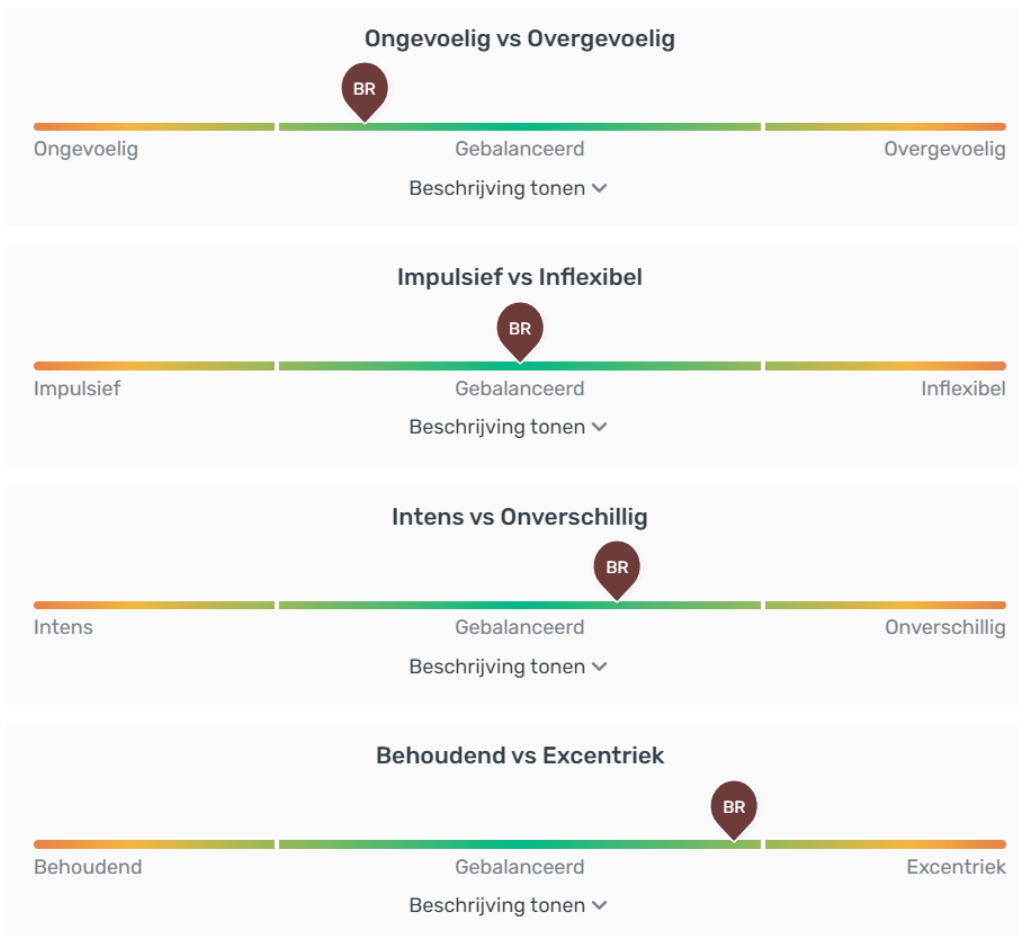 Ongevoelig vs Overgevoelig
BR
Ongevoelig Gebalanceerd Overgevoelig
Beschrijving tonen
Impulsief vs Inflexibel
BR
Impulsief Gebalanceerd Inflexibel
Beschrijving tonen
Intens vs Onverschillig
BR
Intens Gebalanceerd Onverschillig
Beschrijving tonen
Behoudend vs Excentriek
BR
Behoudend Gebalanceerd Excentriek
Beschrijving tonen